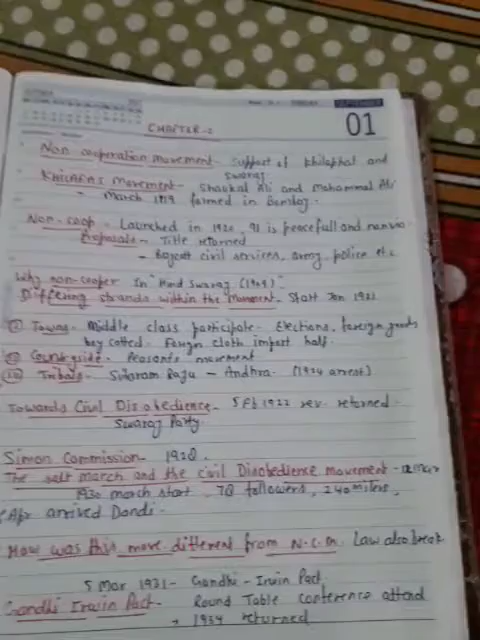 SEPTEMBER
01
CHAPTER-2
Non cooperation movement - support of Khilaphat and
swaraj
KHILAFAT movement - Shaukat Ali and Mohammad Ali
- March 1919 formed in Bombay.
Non-coop - Launched in 1920, It is peacefull and nonvio
Proposals - Title returned
- Boycott civil services, army, police etc
Why non-cooper In "Hind Swaraj (1909)"
Differing strands within the Movement. Start Jan 1921
Towns - Middle class participate. Elections, foreign goods
boycotted. Foreign cloth import half.
Countryside - Peasants movement
Tribals - Sitaram Raju - Andhra. (1924 arrest)
Towards Civil Disobedience - 5 Feb 1922 rev. returned.
Swaraj Party.
Simon Commission - 1928.
The salt march and the Civil Disobedience movement -
1930 march start, 78 followers, 240 miles,
Apr arrived Dandi.
How was this move different from N.C.M. Law also break
5 Mar 1931 - Gandhi - Irwin Pact
Gandhi Irwin Pact - Round Table conference attend
1934 returned